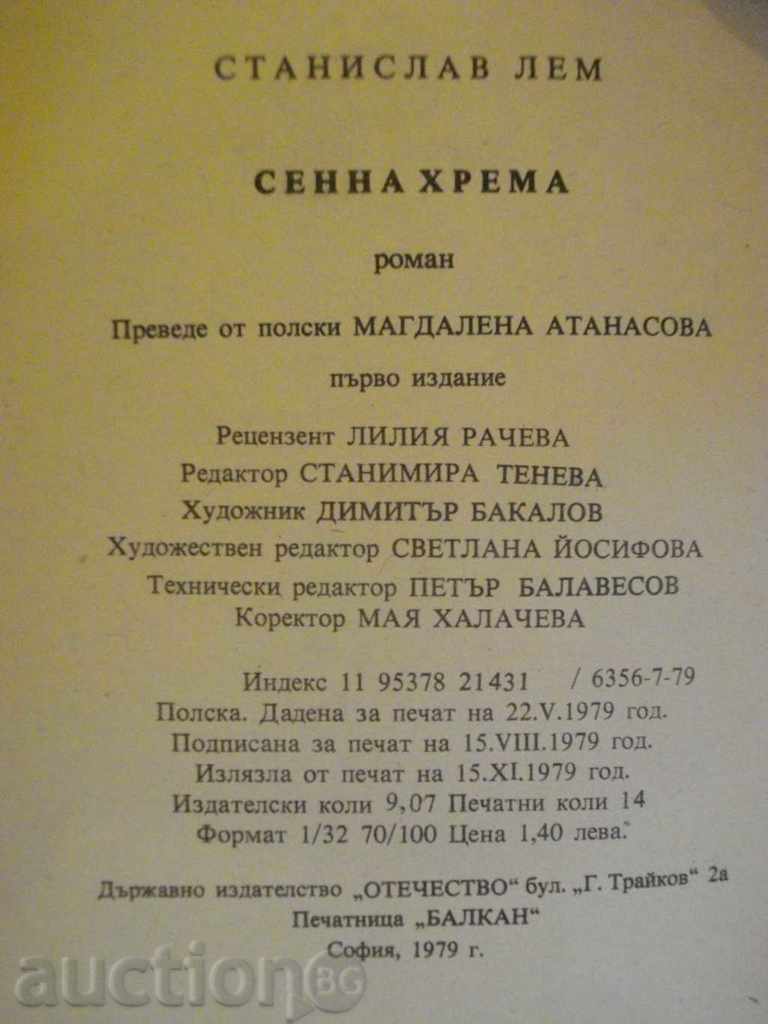 СТАНИСЛАВ ЛЕМ
СЕННА ХРЕМА
роман
Преведе от полски МАГДАЛЕНА АТАНАСОВА
първо издание
Рецензент ЛИЛИЯ РАЧЕВА
Редактор СТАНИМИРА ТЕНЕВА
Художник ДИМИТЪР БАКАЛОВ
Художествен редактор СВЕТЛАНА ЙОСИФОВА
Технически редактор ПЕТЪР БАЛАВЕСОВ
Коректор МАЯ ХАЛАЧЕВА
Индекс 11 95378 21431 / 6356-7-79
Полска. Дадена за печат на 22.V.1979 год.
Подписана за печат на 15.VIII.1979 год.
Излязла от печат на 15.XI.1979 год.
Издателски коли 9,07 Печатни коли 14
Формат 1/32 70/100 Цена 1,40 лева.
Държавно издателство „ОТЕЧЕСТВО“ бул. „Г. Трайков“ 2а
Печатница „БАЛКАН“
София, 1979 г.
auction BG